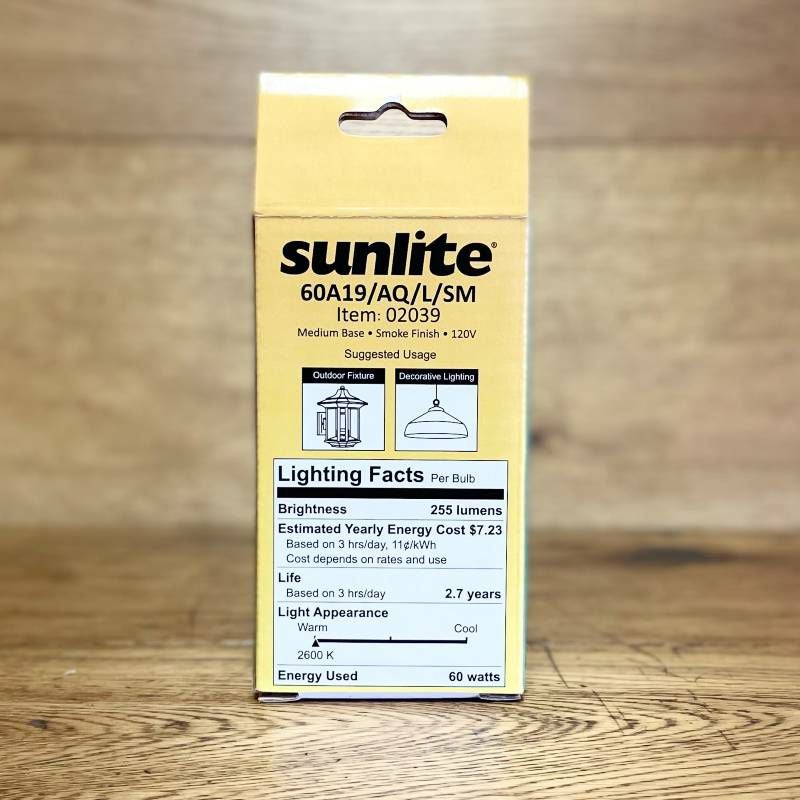 sunlite®
60A19/AQ/L/SM
Item: 02039
Medium Base • Smoke Finish • 120V
Suggested Usage
Outdoor Fixture Decorative Lighting
Lighting Facts Per Bulb
Brightness 255 lumens
Estimated Yearly Energy Cost $7.23
Based on 3 hrs/day, 11¢/kWh
Cost depends on rates and use
Life
Based on 3 hrs/day 2.7 years
Light Appearance
Warm Cool
2600 K
Energy Used 60 watts